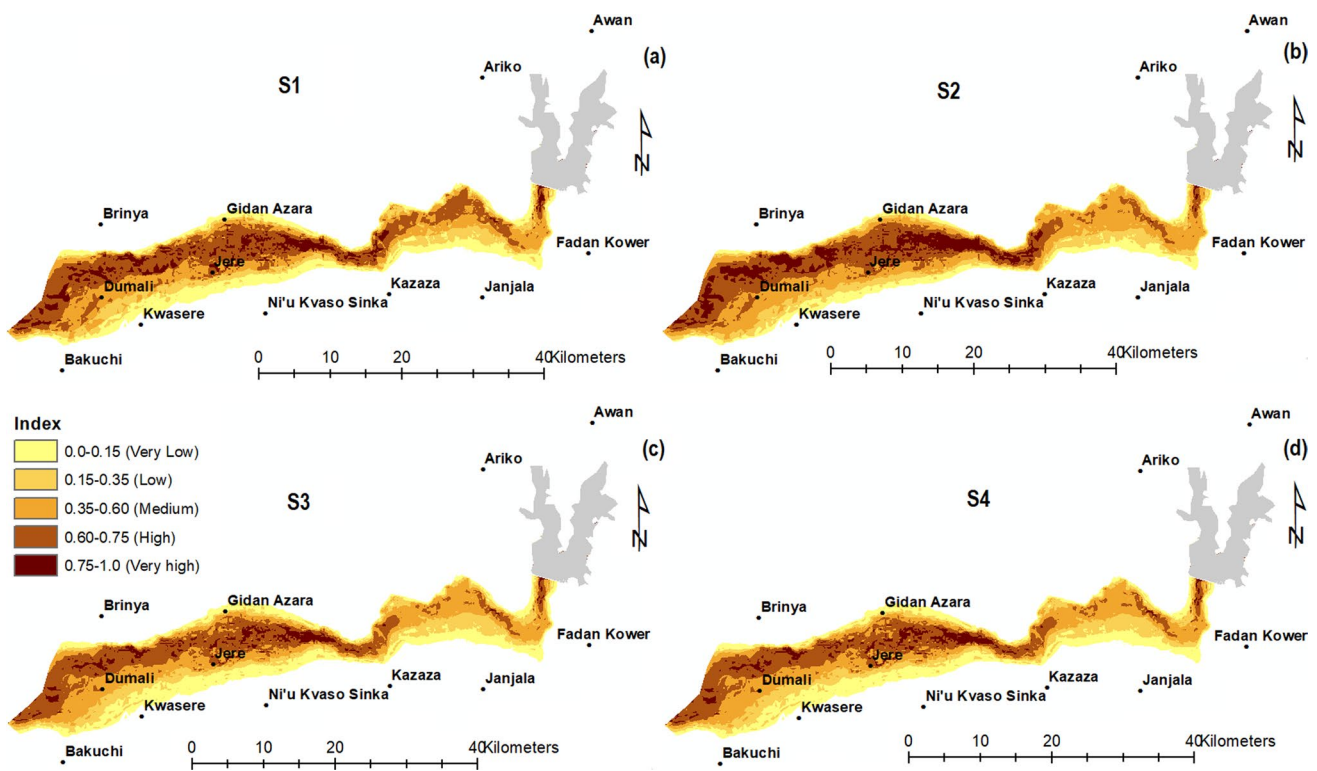 Awan
(a)
Ariko
S1
N
Brinya
Gidan Azara
Fadan Kower
Jere
Dumali
Kazaza
Janjala
Ni'u Kvaso Sinka
Kwasere
Bakuchi
0 10 20 40 Kilometers
Awan
(b)
Ariko
S2
N
Brinya
Gidan Azara
Fadan Kower
Jere
Dumali
Kazaza
Janjala
Ni'u Kvaso Sinka
Kwasere
Bakuchi
0 10 20 40 Kilometers
Index
0.0-0.15 (Very Low)
0.15-0.35 (Low)
0.35-0.60 (Medium)
0.60-0.75 (High)
0.75-1.0 (Very high)
Awan
(c)
Ariko
S3
N
Brinya
Gidan Azara
Fadan Kower
Jere
Dumali
Kazaza
Janjala
Ni'u Kvaso Sinka
Kwasere
Bakuchi
0 10 20 40 Kilometers
Awan
(d)
Ariko
S4
N
Brinya
Gidan Azara
Fadan Kower
Jere
Dumali
Kazaza
Janjala
Ni'u Kvaso Sinka
Kwasere
Bakuchi
0 5 10 20 30 40 Kilometers